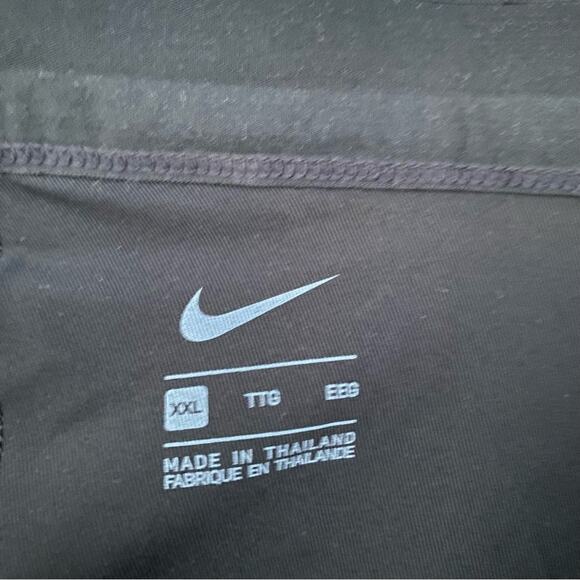 XXL TTG EEG
MADE IN THAILAND
FABRIQUE EN THAILANDE